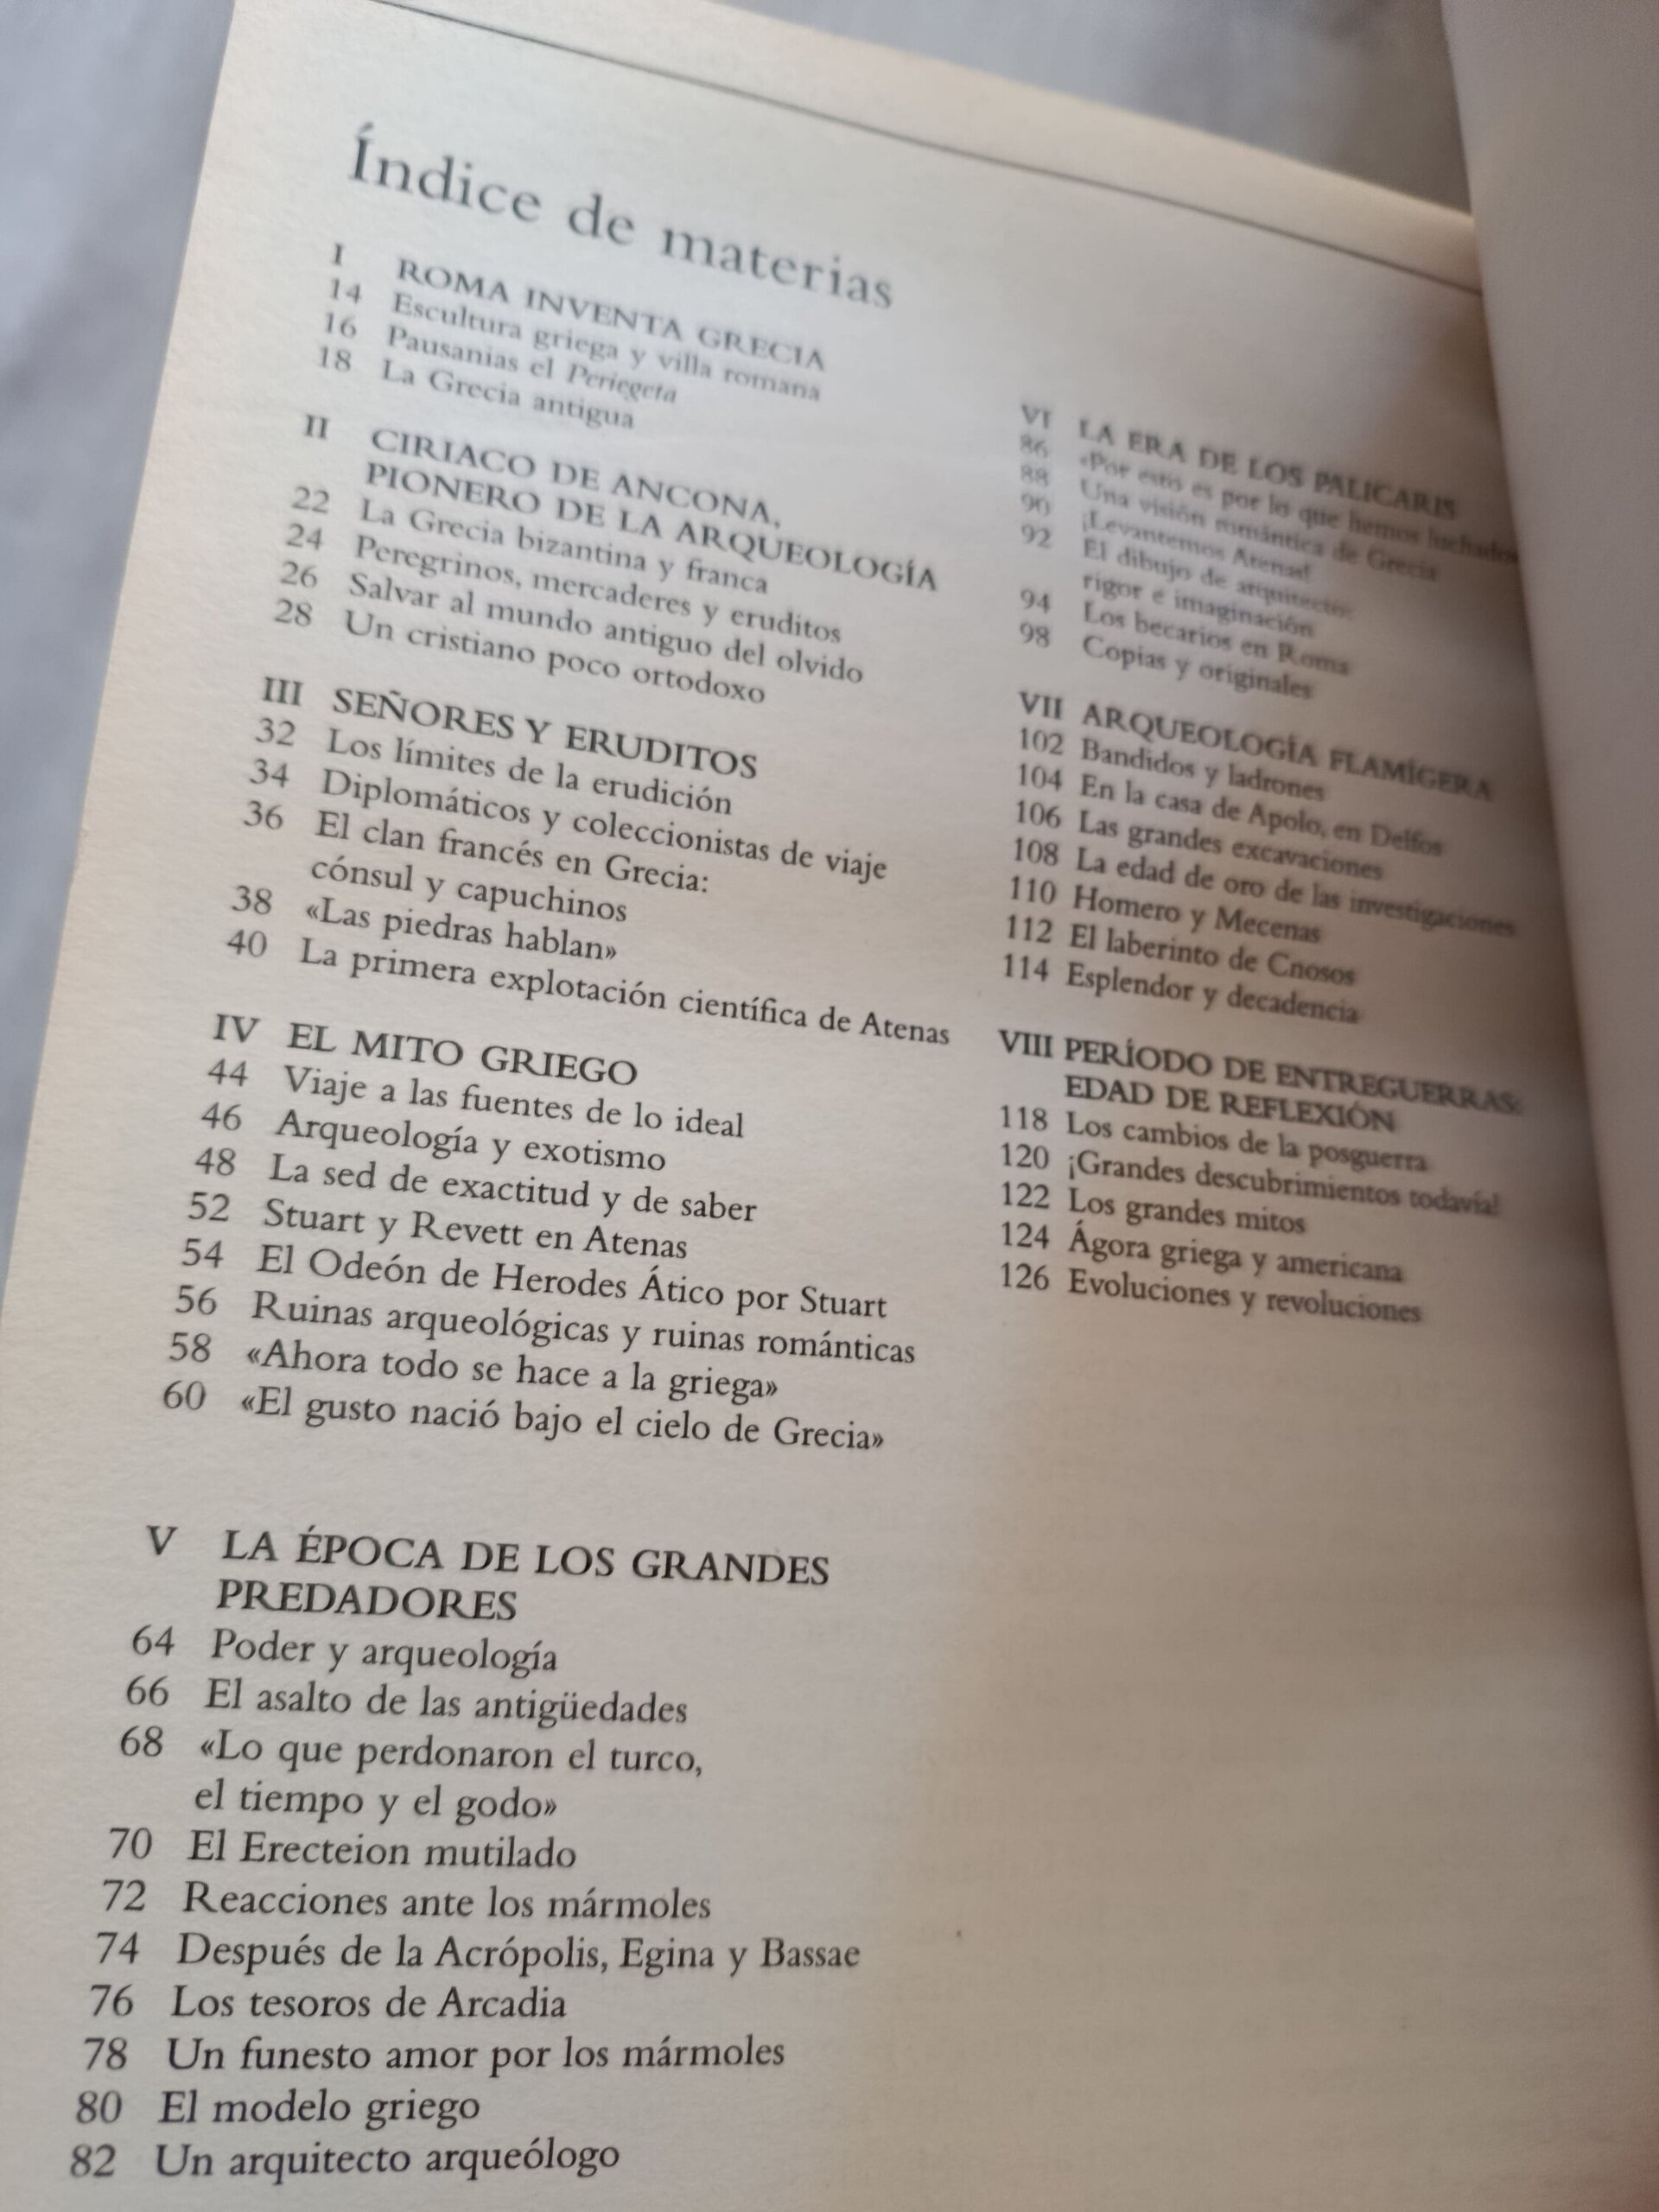 Índice de materias
I ROMA INVENTA GRECIA
14 Escultura griega y villa romana
16 Pausanias el Periegeta
18 La Grecia antigua
II CIRIACO DE ANCONA,
PIONERO DE LA ARQUEOLOGÍA
22 La Grecia bizantina y franca
24 Peregrinos, mercaderes y eruditos
26 Salvar al mundo antiguo del olvido
28 Un cristiano poco ortodoxo
III SEÑORES Y ERUDITOS
32 Los límites de la erudición
34 Diplomáticos y coleccionistas de viaje
36 El clan francés en Grecia:
cónsul y capuchinos
38 «Las piedras hablan»
40 La primera explotación científica de Atenas
IV EL MITO GRIEGO
44 Viaje a las fuentes de lo ideal
46 Arqueología y exotismo
48 La sed de exactitud y de saber
52 Stuart y Revett en Atenas
54 El Odeón de Herodes Ático por Stuart
56 Ruinas arqueológicas y ruinas románticas
58 «Ahora todo se hace a la griega»
60 «El gusto nació bajo el cielo de Grecia»
V LA ÉPOCA DE LOS GRANDES
PREDADORES
64 Poder y arqueología
66 El asalto de las antigüedades
68 «Lo que perdonaron el turco,
el tiempo y el godo»
70 El Erecteion mutilado
72 Reacciones ante los mármoles
74 Después de la Acrópolis, Egina y Bassae
76 Los tesoros de Arcadia
78 Un funesto amor por los mármoles
80 El modelo griego
82 Un arquitecto arqueólogo
VI LA ERA DE LOS PALICARIS
86 «Por esto es por lo que hemos luchado»
88 Una visión romántica de Grecia
90 ¡Levantemos Atenas!
92 El dibujo de arquitecto:
rigor e imaginación
94 Los becarios en Roma
98 Copias y originales
VII ARQUEOLOGÍA FLAMÍGERA
102 Bandidos y ladrones
104 En la casa de Apolo, en Delfos
106 Las grandes excavaciones
108 La edad de oro de las investigaciones
110 Homero y Mecenas
112 El laberinto de Cnosos
114 Esplendor y decadencia
VIII PERÍODO DE ENTREGUERRAS:
EDAD DE REFLEXIÓN
118 Los cambios de la posguerra
120 ¡Grandes descubrimientos todavía!
122 Los grandes mitos
124 Ágora griega y americana
126 Evoluciones y revoluciones